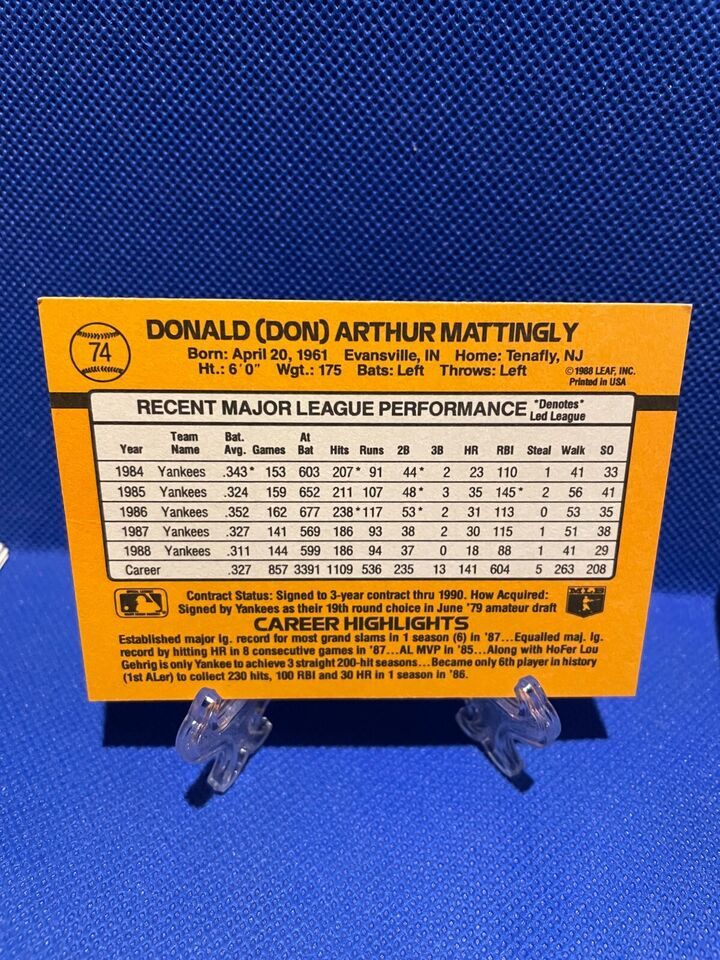 74
DONALD (DON) ARTHUR MATTINGLY
Born: April 20, 1961 Evansville, IN Home: Tenafly, NJ
Ht.: 6'0" Wgt.: 175 Bats: Left Throws: Left
©1988 LEAF, INC.
Printed in USA
RECENT MAJOR LEAGUE PERFORMANCE
*Denotes*
Led League
Year Team Name Bat. Avg. Games At Bat Hits Runs 2B 3B HR RBI Steal Walk SO
1984 Yankees .343* 153 603 207* 91 44* 2 23 110 1 41 33
1985 Yankees .324 159 652 211 107 48* 3 35 145* 2 56 41
1986 Yankees .352 162 677 238* 117 53* 2 31 113 0 53 35
1987 Yankees .327 141 569 186 93 38 2 30 115 1 51 38
1988 Yankees .311 144 599 186 94 37 0 18 88 1 41 29
Career .327 857 3391 1109 536 235 13 141 604 5 263 208
Contract Status: Signed to 3-year contract thru 1990. How Acquired:
Signed by Yankees as their 19th round choice in June '79 amateur draft
MLB
CAREER HIGHLIGHTS
Established major lg. record for most grand slams in 1 season (6) in '87...Equalled maj. lg.
record by hitting HR in 8 consecutive games in '87...AL MVP in '85...Along with HoFer Lou
Gehrig is only Yankee to achieve 3 straight 200-hit seasons...Became only 6th player in history
(1st ALer) to collect 230 hits, 100 RBI and 30 HR in 1 season in '86.